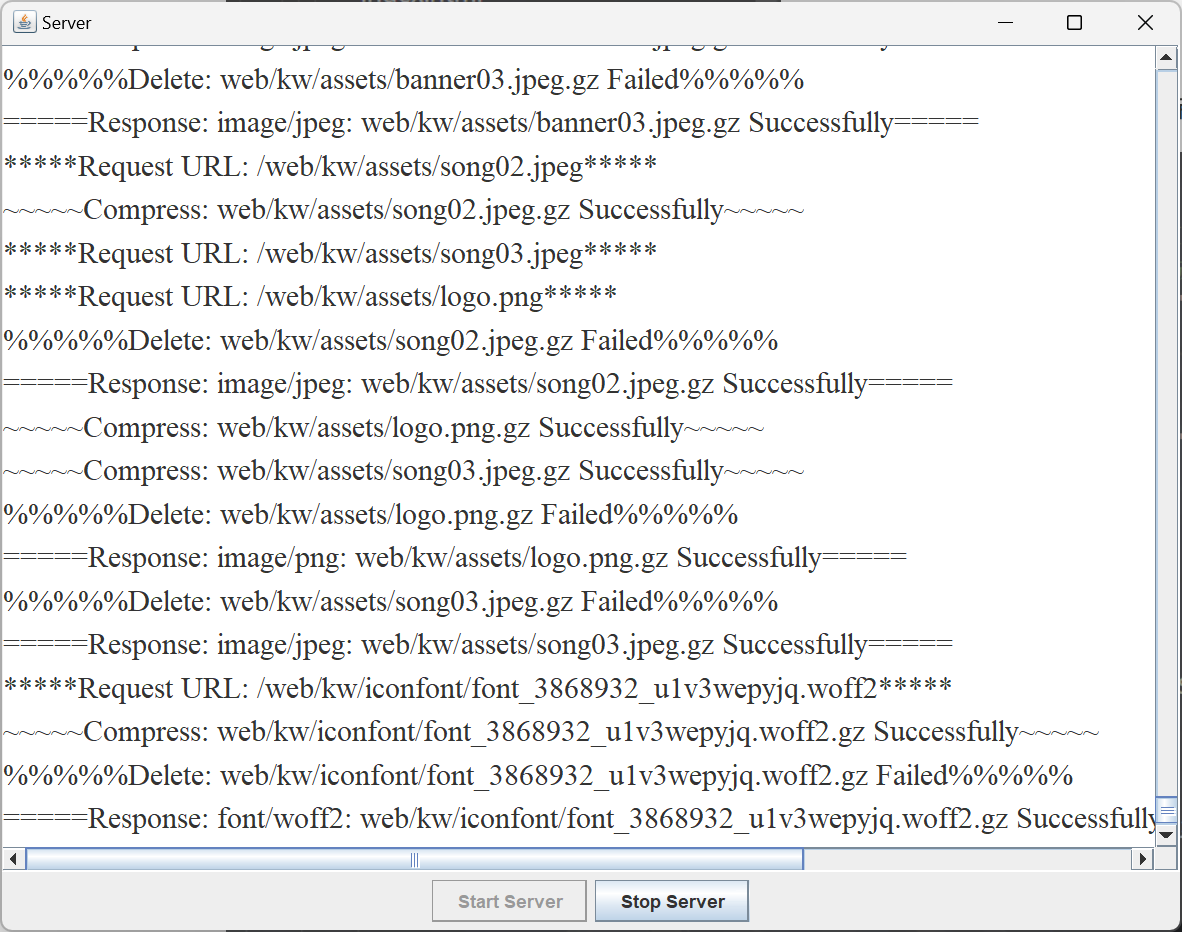 Server
%%%%%Delete: web/kw/assets/banner03.jpeg.gz Failed%%%%%
=====Response: image/jpeg: web/kw/assets/banner03.jpeg.gz Successfully=====
*****Request URL: /web/kw/assets/song02.jpeg*****
~~~~~Compress: web/kw/assets/song02.jpeg.gz Successfully~~~~~
*****Request URL: /web/kw/assets/song03.jpeg*****
*****Request URL: /web/kw/assets/logo.png*****
%%%%%Delete: web/kw/assets/song02.jpeg.gz Failed%%%%%
=====Response: image/jpeg: web/kw/assets/song02.jpeg.gz Successfully=====
~~~~~Compress: web/kw/assets/logo.png.gz Successfully~~~~~
~~~~~Compress: web/kw/assets/song03.jpeg.gz Successfully~~~~~
%%%%%Delete: web/kw/assets/logo.png.gz Failed%%%%%
=====Response: image/png: web/kw/assets/logo.png.gz Successfully=====
%%%%%Delete: web/kw/assets/song03.jpeg.gz Failed%%%%%
=====Response: image/jpeg: web/kw/assets/song03.jpeg.gz Successfully=====
*****Request URL: /web/kw/iconfont/font_3868932_u1v3wepyjq.woff2*****
~~~~~Compress: web/kw/iconfont/font_3868932_u1v3wepyjq.woff2.gz Successfully~~~~~
%%%%%Delete: web/kw/iconfont/font_3868932_u1v3wepyjq.woff2.gz Failed%%%%%
=====Response: font/woff2: web/kw/iconfont/font_3868932_u1v3wepyjq.woff2.gz Successfully
Start Server
Stop Server